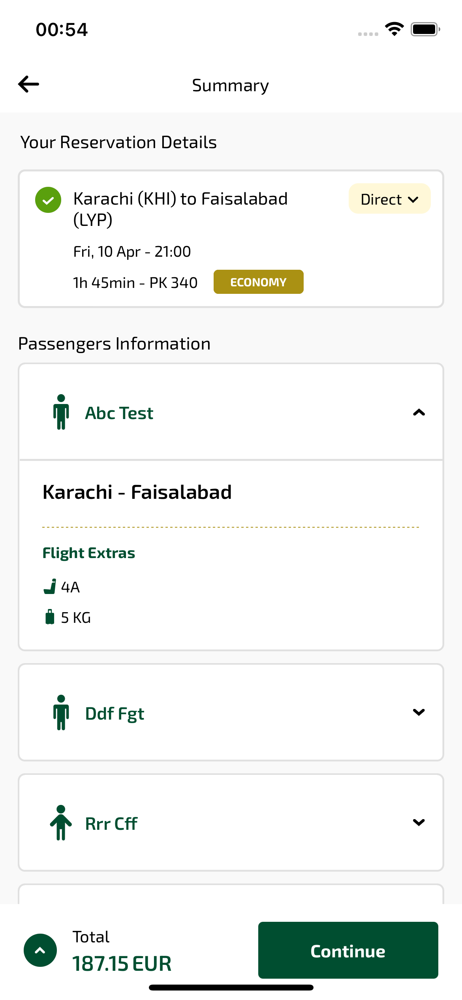 00:54
Summary
Your Reservation Details
Karachi (KHI) to Faisalabad
(LYP)
Direct
Fri, 10 Apr - 21:00
1h 45min - PK 340
ECONOMY
Passengers Information
Abc Test
Karachi - Faisalabad
Flight Extras
4A
5 KG
Ddf Fgt
Rrr Cff
Total
187.15 EUR
Continue